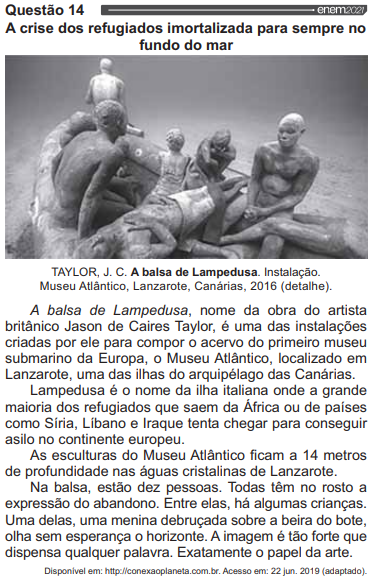 Questão 14
enem2021
A crise dos refugiados imortalizada para sempre no
fundo do mar
TAYLOR, J. C. A balsa de Lampedusa. Instalação.
Museu Atlântico, Lanzarote, Canárias, 2016 (detalhe).
A balsa de Lampedusa, nome da obra do artista
britânico Jason de Caires Taylor, é uma das instalações
criadas por ele para compor o acervo do primeiro museu
submarino da Europa, o Museu Atlântico, localizado em
Lanzarote, uma das ilhas do arquipélago das Canárias.
Lampedusa é o nome da ilha italiana onde a grande
maioria dos refugiados que saem da África ou de países
como Síria, Líbano e Iraque tenta chegar para conseguir
asilo no continente europeu.
As esculturas do Museu Atlântico ficam a 14 metros
de profundidade nas águas cristalinas de Lanzarote.
Na balsa, estão dez pessoas. Todas têm no rosto a
expressão do abandono. Entre elas, há algumas crianças.
Uma delas, uma menina debruçada sobre a beira do bote,
olha sem esperança o horizonte. A imagem é tão forte que
dispensa qualquer palavra. Exatamente o papel da arte.
Disponível em: http://conexaoplaneta.com.br. Acesso em: 22 jun. 2019 (adaptado).